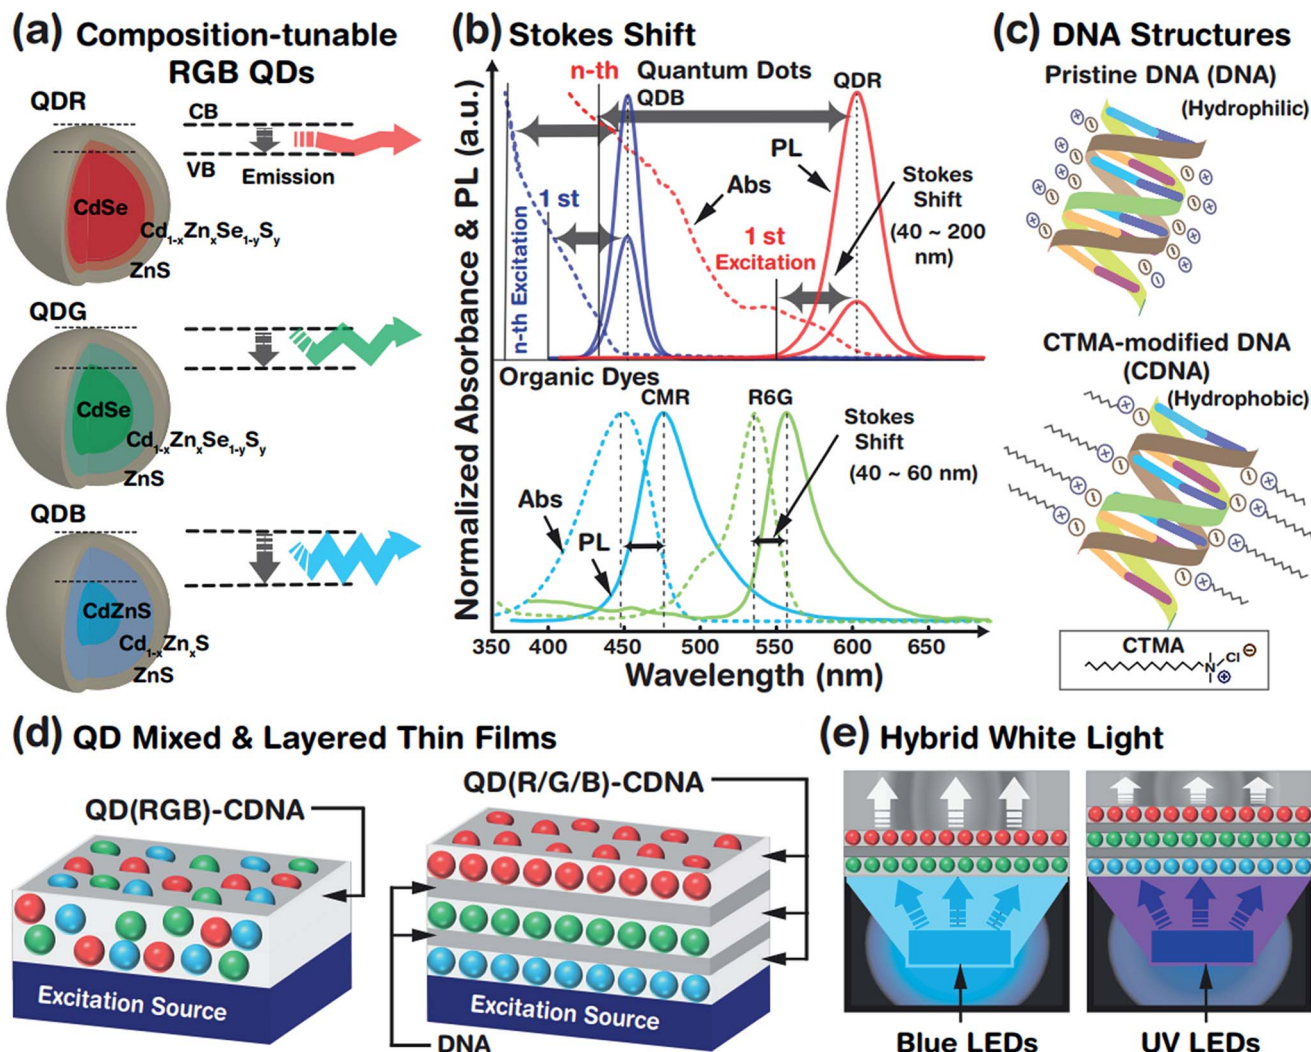 (a) Composition-tunable
RGB QDs
QDR
CB
VB
Emission
CdSe
Cd1-xZnxSe1-ySy
ZnS
QDG
CdSe
Cd1-xZnxSe1-ySy
ZnS
QDB
CdZnS
Cd1-xZnxS
ZnS
(b) Stokes Shift
Normalized Absorbance & PL (a.u.)
n-th
Quantum Dots
QDB
QDR
PL
Abs
Stokes
Shift
(40 ~ 200
nm)
1 st
n-th Excitation
1 st
Excitation
Organic Dyes
CMR
R6G
Stokes
Shift
(40 ~ 60 nm)
Abs
PL
350 400 450 500 550 600 650
Wavelength (nm)
(c) DNA Structures
Pristine DNA (DNA)
(Hydrophilic)
CTMA-modified DNA
(CDNA)
(Hydrophobic)
CTMA
N Cl
(d) QD Mixed & Layered Thin Films
QD(RGB)-CDNA
Excitation Source
QD(R/G/B)-CDNA
Excitation Source
DNA
(e) Hybrid White Light
Blue LEDs
UV LEDs